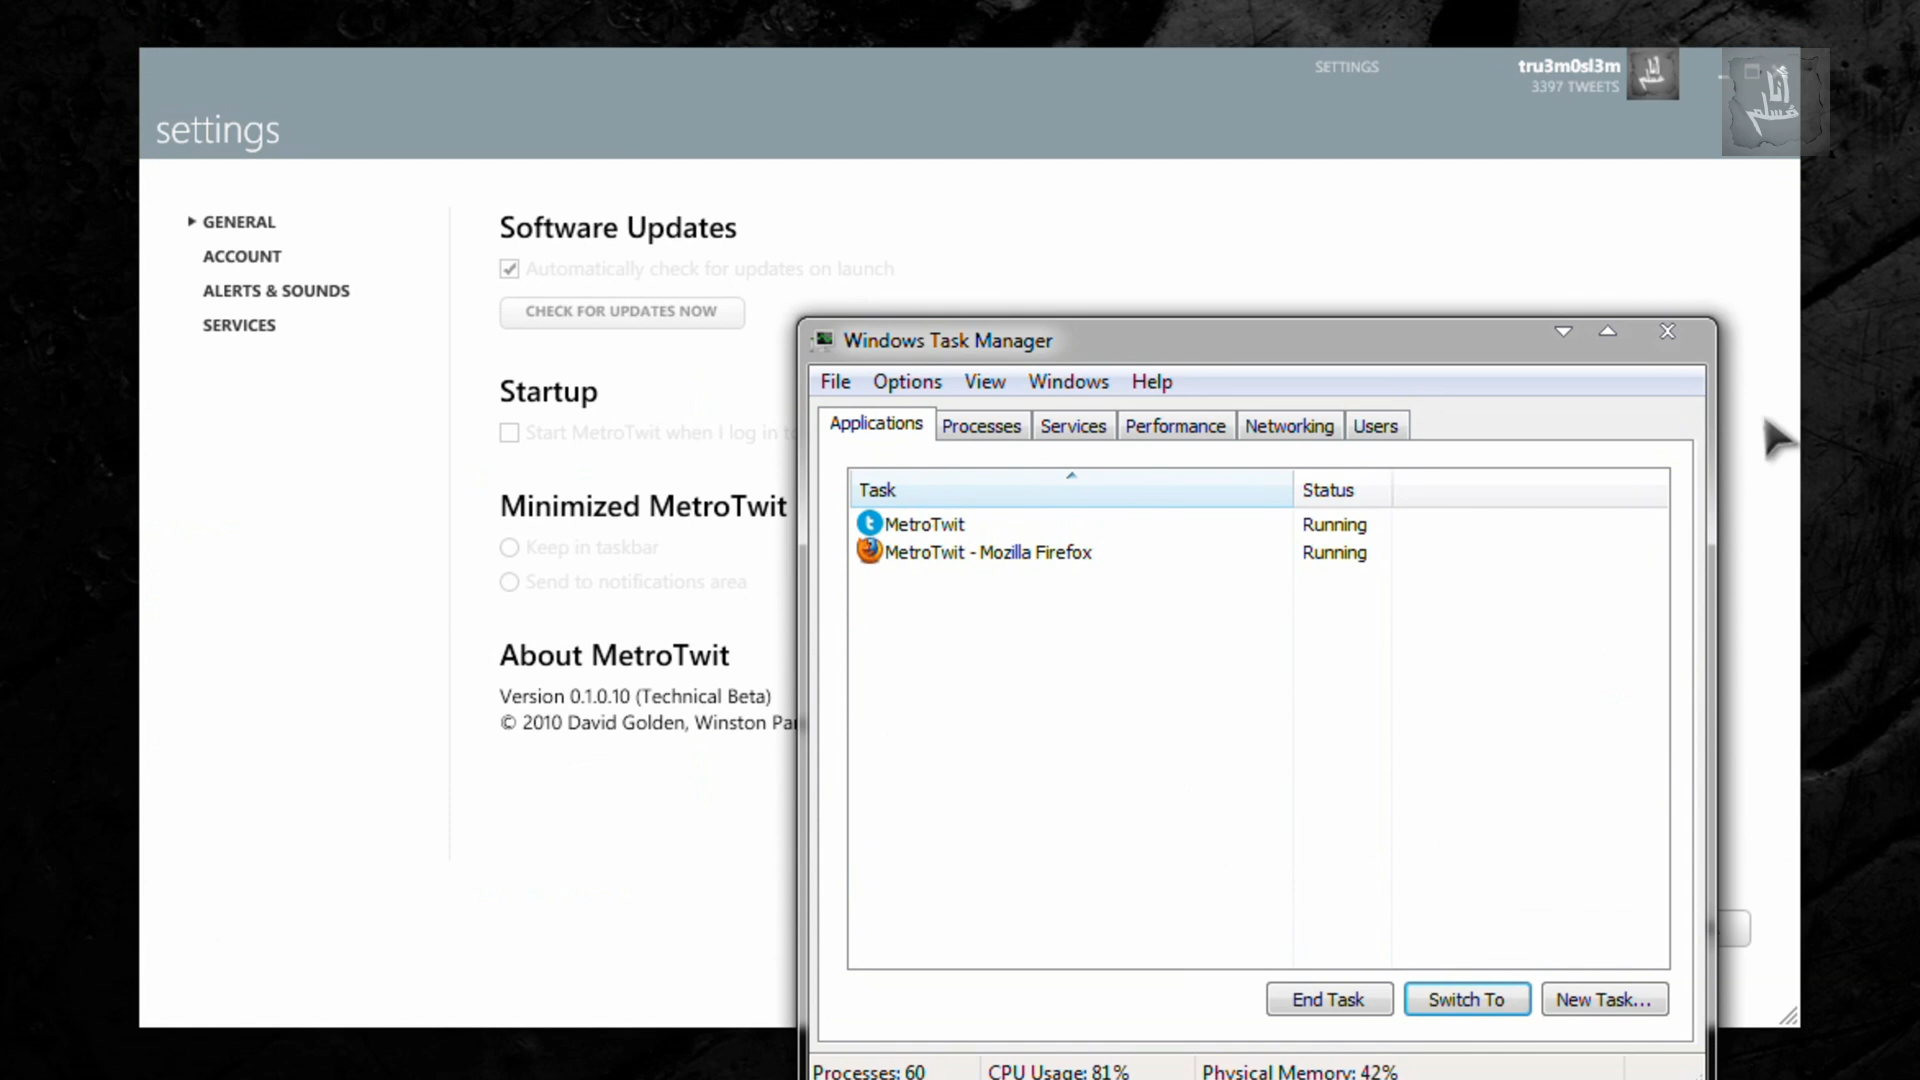 SETTINGS
tru3m0sl3m
3397 TWEETS
أنا
مسلم
settings
GENERAL
ACCOUNT
ALERTS & SOUNDS
SERVICES
Software Updates
Automatically check for updates on launch
CHECK FOR UPDATES NOW
Startup
Start MetroTwit when I log in
Minimized MetroTwit
Keep in taskbar
Send to notifications area
About MetroTwit
Version 0.1.0.10 (Technical Beta)
© 2010 David Golden, Winston
Windows Task Manager
File Options View Windows Help
Applications Processes Services Performance Networking Users
Task Status
MetroTwit Running
MetroTwit - Mozilla Firefox Running
End Task Switch To New Task...
Processes: 60 CPU Usage: 81% Physical Memory: 42%